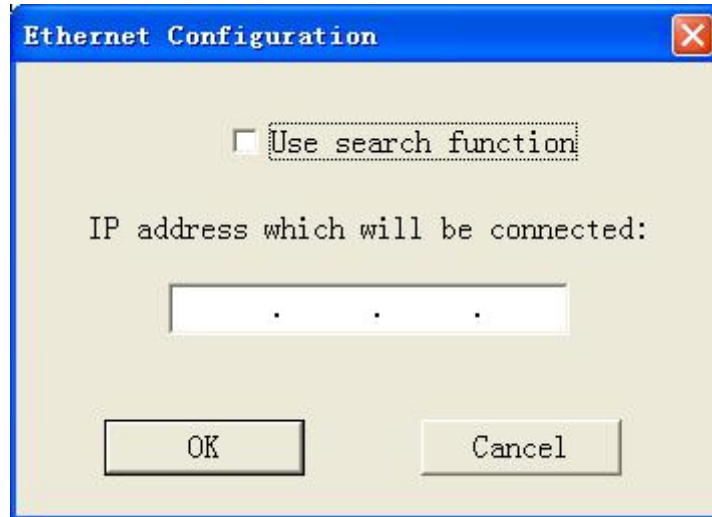 Ethernet Configuration
Use search function
IP address which will be connected:
. . .
OK Cancel